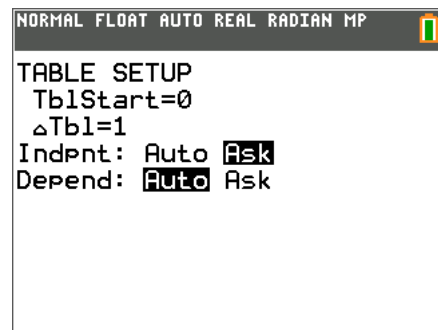 NORMAL FLOAT AUTO REAL RADIAN MP
TABLE SETUP
TblStart=0
△Tbl=1
Indpnt: Auto Ask
Depend: Auto Ask